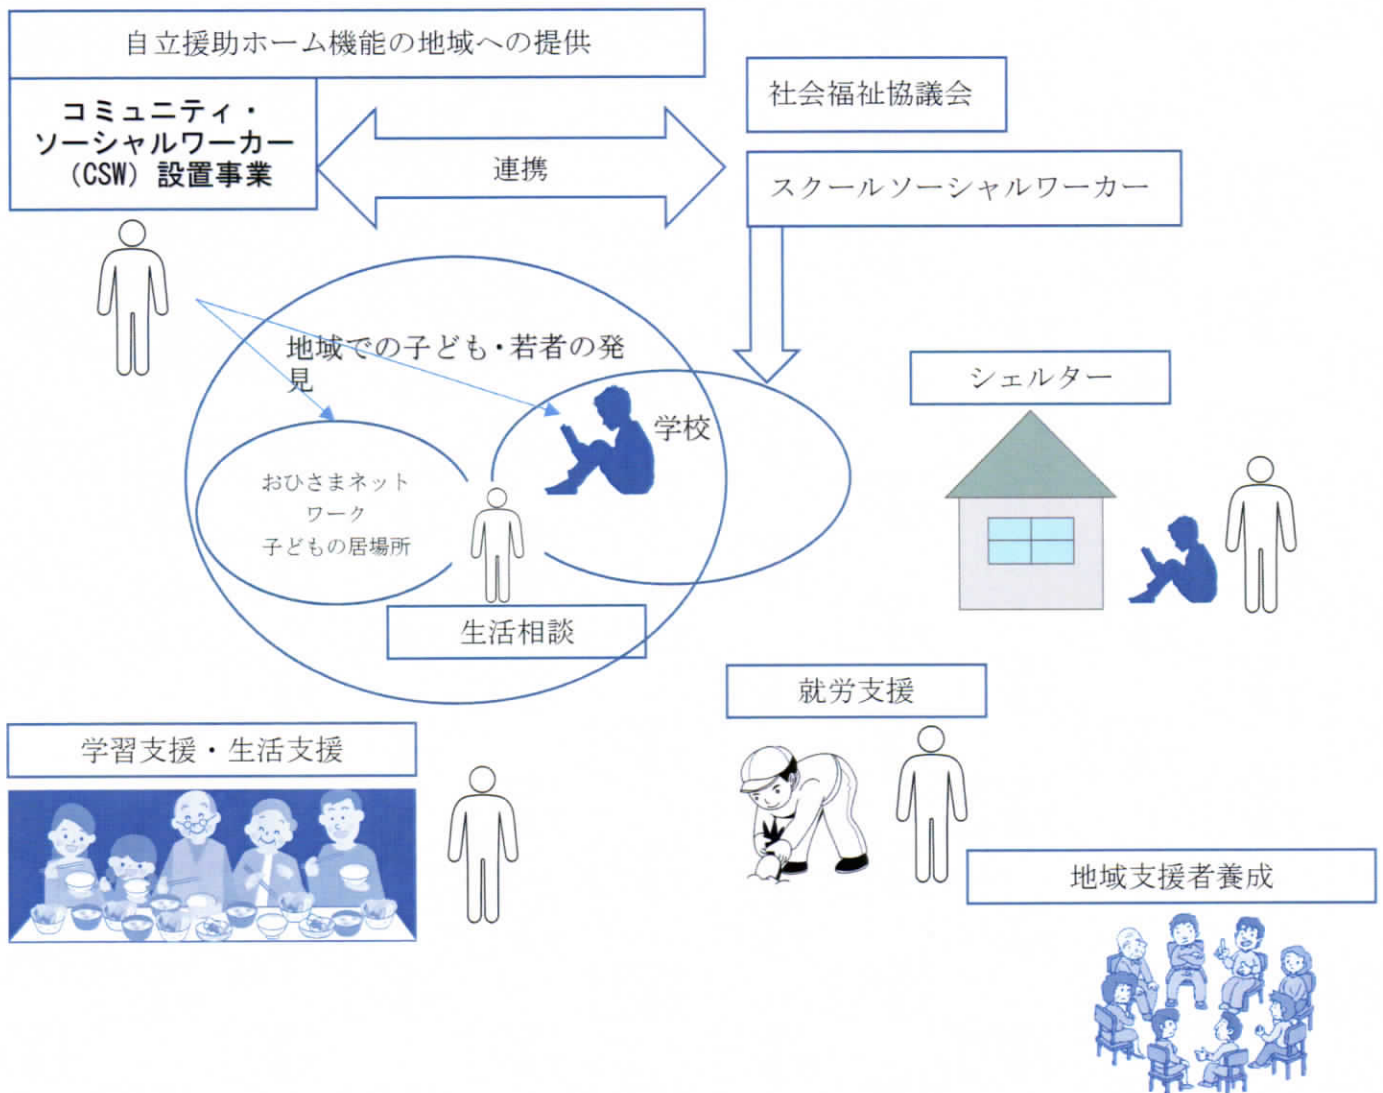 自立援助ホーム機能の地域への提供
コミュニティ・
ソーシャルワーカー
(CSW) 設置事業
連携
社会福祉協議会
スクールソーシャルワーカー
地域での子ども・若者の発
見
学校
おひさまネット
ワーク
子どもの居場所
生活相談
シェルター
就労支援
学習支援・生活支援
地域支援者養成